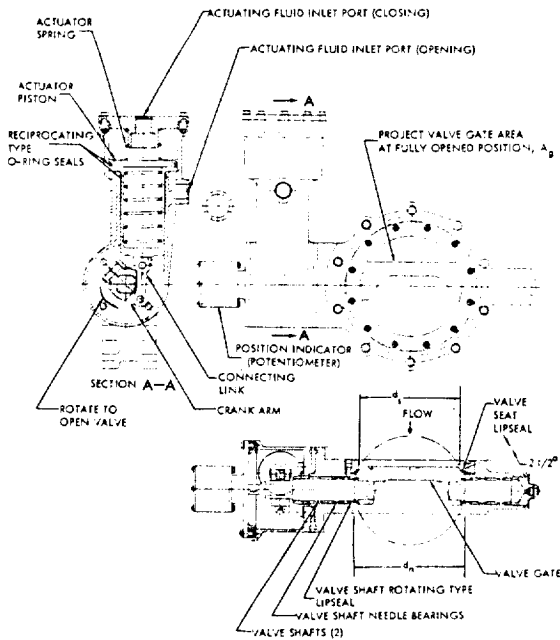 ACTUATOR
SPRING
ACTUATING FLUID INLET PORT (CLOSING)
ACTUATING FLUID INLET PORT (OPENING)
ACTUATOR
PISTON
RECIPROCATING
TYPE
O-RING SEALS
A
PROJECT VALVE GATE AREA
AT FULLY OPENED POSITION, Ag
A
POSITION INDICATOR
(POTENTIOMETER)
SECTION A-A
CONNECTING
LINK
ROTATE TO
OPEN VALVE
CRANK ARM
ds
FLOW
VALVE
SEAT
LIPSEAL
2 1/2°
dn
VALVE GATE
VALVE SHAFT ROTATING TYPE
LIPSEAL
VALVE SHAFT NEEDLE BEARINGS
VALVE SHAFTS (2)